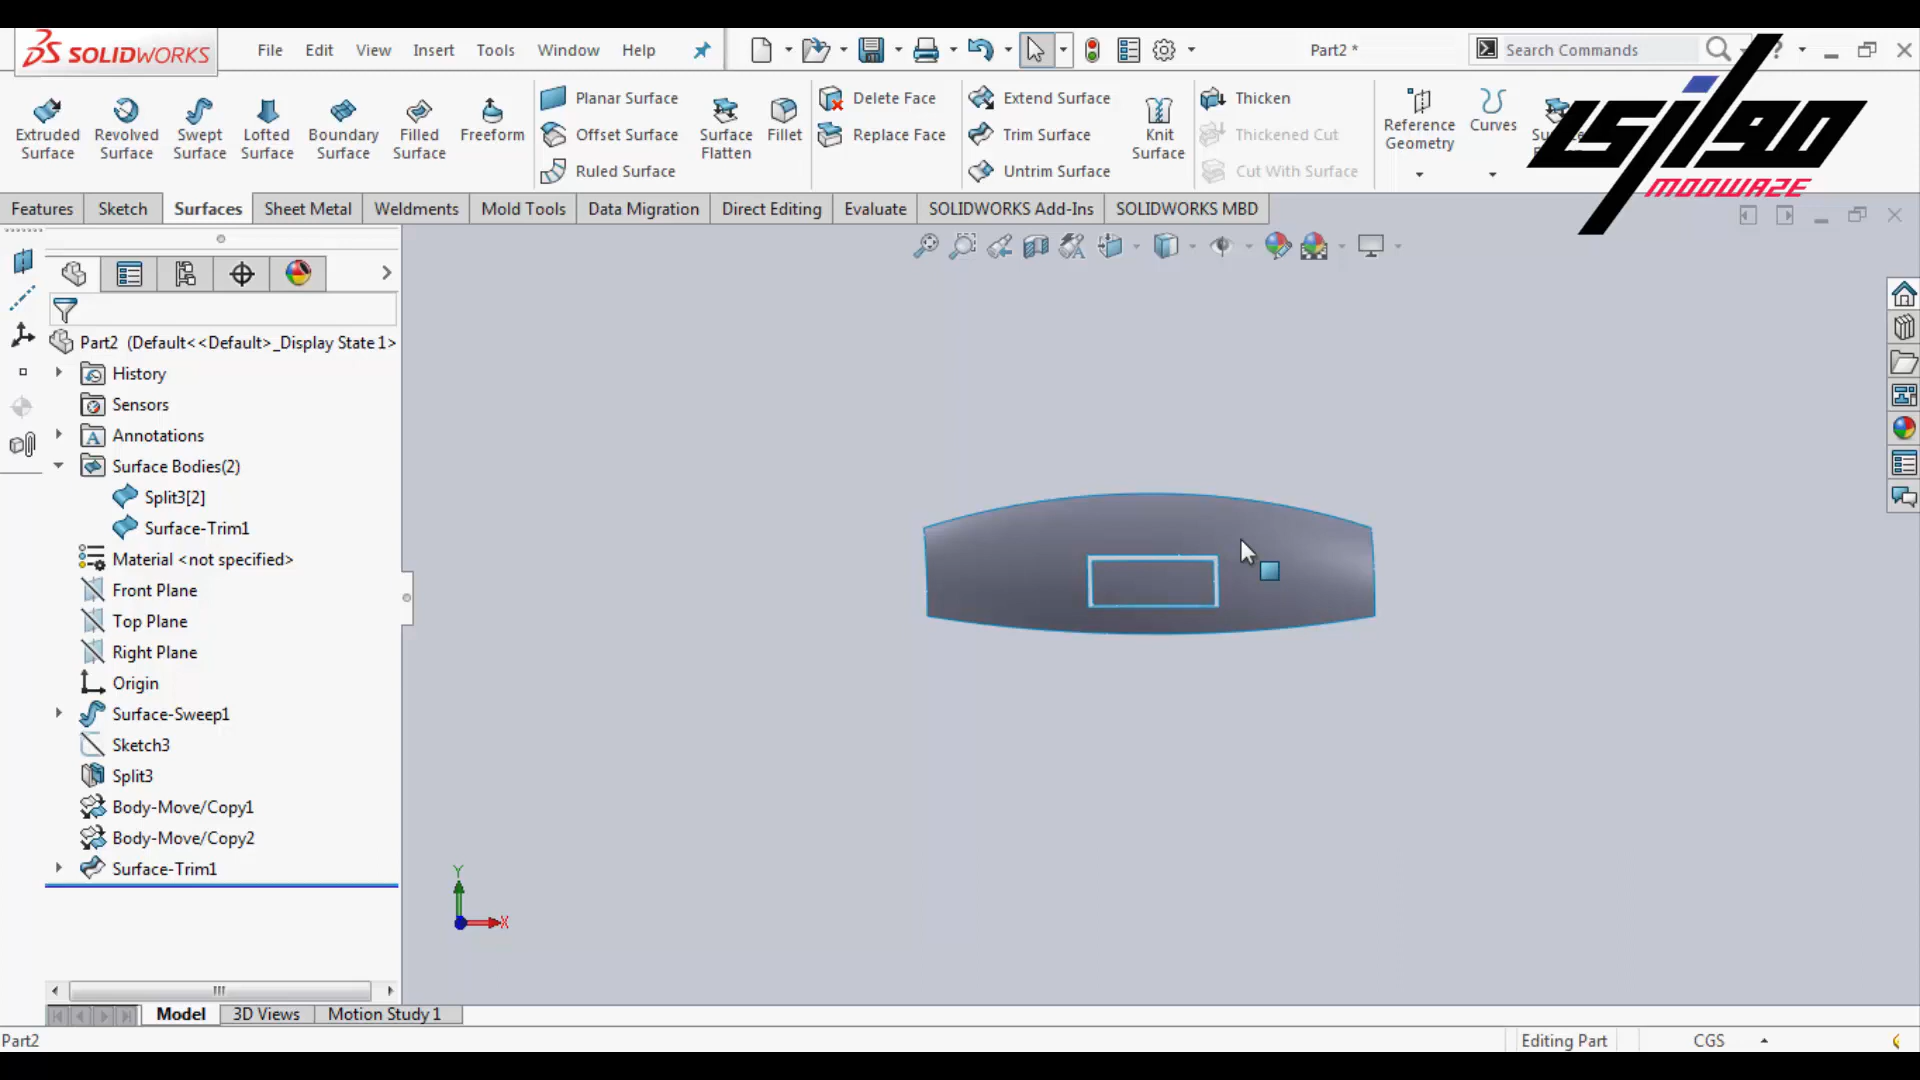 SOLIDWORKS
File Edit View Insert Tools Window Help
Part2 *
Search Commands
?
Extruded Surface
Revolved Surface
Swept Surface
Lofted Surface
Boundary Surface
Filled Surface
Freeform
Planar Surface
Offset Surface
Ruled Surface
Surface Flatten
Fillet
Delete Face
Replace Face
Extend Surface
Trim Surface
Untrim Surface
Knit Surface
Thicken
Thickened Cut
Cut With Surface
Reference Geometry
Curves
MOOWAZE
Features Sketch Surfaces Sheet Metal Weldments Mold Tools Data Migration Direct Editing Evaluate SOLIDWORKS Add-Ins SOLIDWORKS MBD
Part2 (Default<<Default>_Display State 1>
History
Sensors
Annotations
Surface Bodies(2)
Split3[2]
Surface-Trim1
Material <not specified>
Front Plane
Top Plane
Right Plane
Origin
Surface-Sweep1
Sketch3
Split3
Body-Move/Copy1
Body-Move/Copy2
Surface-Trim1
Y
X
Model 3D Views Motion Study 1
Part2
Editing Part
CGS